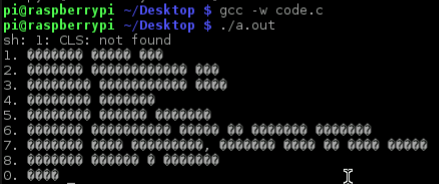 pi@raspberrypi ~/Desktop $ gcc -w code.c
pi@raspberrypi ~/Desktop $ ./a.out
sh: 1: CLS: not found
1. ������� ����� ���
2. ������� ������������ ���
3. ������� ������������ ����
4. ������� �������
5. ������� ������ �������
6. �������� ����������� ����� �� �������� �������
7. ������� ���� ����������, ������� ���� �� ���� �����
8. ������� ������ � �������
0. ����